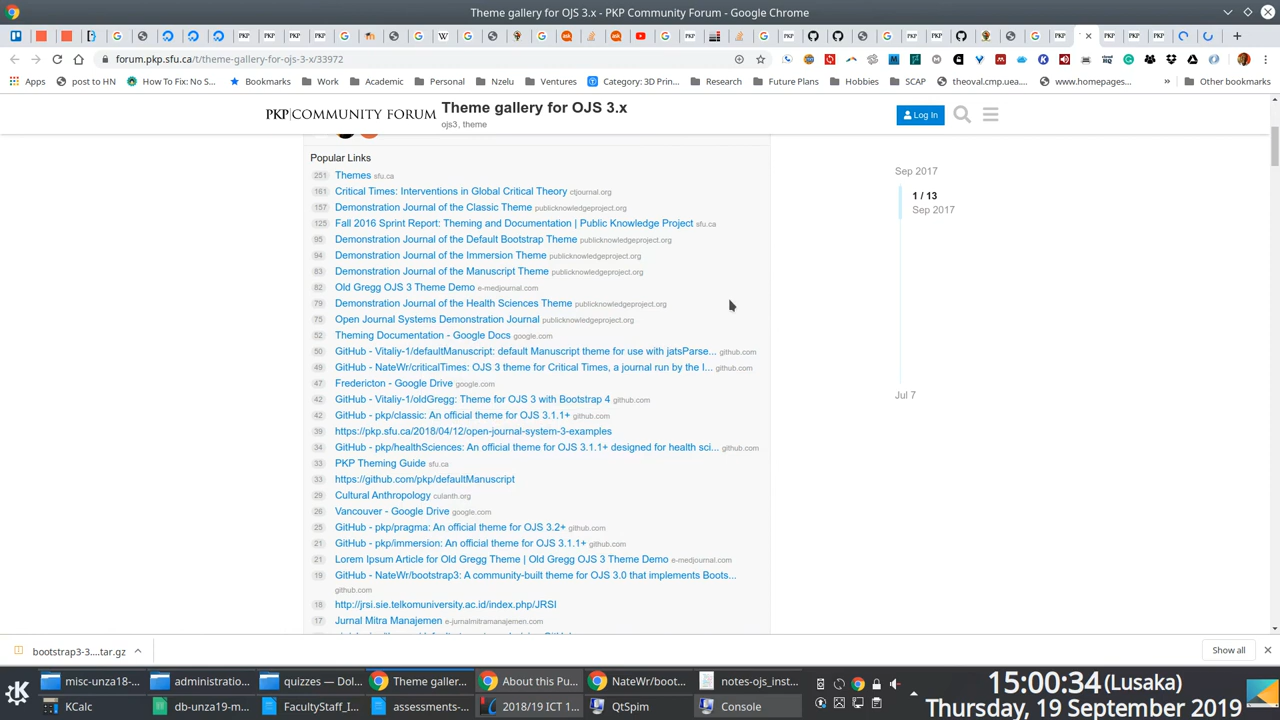 Theme gallery for OJS 3.x - PKP Community Forum - Google Chrome
forum.pkp.sfu.ca/t/theme-gallery-for-ojs-3-x/33972
Apps post to HN How To Fic:To S... Bookmarks Work Academic Personal Nzelu Ventures Category: 3D Prin... Research Future Plans Hobbies SCAP theoval.cmp.uea.... www.homepages... » Other bookmarks
PKP|COMMUNITY FORUM Theme gallery for OJS 3.x
ojs3, theme
Log In
Popular Links
251 Themes sfu.ca
161 Critical Times: Interventions in Global Critical Theory ctjournal.org
157 Demonstration Journal of the Classic Theme publicknowledgeproject.org
125 Fall 2016 Sprint Report: Theming and Documentation | Public Knowledge Project sfu.ca
95 Demonstration Journal of the Default Bootstrap Theme publicknowledgeproject.org
94 Demonstration Journal of the Immersion Theme publicknowledgeproject.org
83 Demonstration Journal of the Manuscript Theme publicknowledgeproject.org
82 Old Gregg OJS 3 Theme Demo e-medjournal.com
79 Demonstration Journal of the Health Sciences Theme publicknowledgeproject.org
75 Open Journal Systems Demonstration Journal publicknowledgeproject.org
52 Theming Documentation - Google Docs google.com
50 GitHub - Vitaliy-1/defaultManuscript: default Manuscript theme for use with jatsParse... github.com
49 GitHub - NateWr/criticalTimes: OJS 3 theme for Critical Times, a journal run by the I... github.com
47 Fredericton - Google Drive google.com
42 GitHub - Vitaliy-1/oldGregg: Theme for OJS 3 with Bootstrap 4 github.com
42 GitHub - pkp/classic: An official theme for OJS 3.1.1+ github.com
39 https://pkp.sfu.ca/2018/04/12/open-journal-system-3-examples
34 GitHub - pkp/healthSciences: An official theme for OJS 3.1.1+ designed for health sci... github.com
33 PKP Theming Guide sfu.ca
33 https://github.com/pkp/defaultManuscript
29 Cultural Anthropology culanth.org
26 Vancouver - Google Drive google.com
25 GitHub - pkp/pragma: An official theme for OJS 3.2+ github.com
21 GitHub - pkp/immersion: An official theme for OJS 3.1.1+ github.com
21 Lorem Ipsum Article for Old Gregg Theme | Old Gregg OJS 3 Theme Demo e-medjournal.com
19 GitHub - NateWr/bootstrap3: A community-built theme for OJS 3.0 that implements Boots...
github.com
18 http://jrsi.sie.telkomuniversity.ac.id/index.php/JRSI
17 Jurnal Mitra Manajemen e-jurnalmitramanajemen.com
Sep 2017
1 / 13
Sep 2017
Jul 7
bootstrap3-3....tar.gz
Show all
misc-unza18-... administratio... quizzes — Dol... Theme galler... About this Pu... NateWr/boot... notes-ojs_inst...
KCalc db-unza19-m... FacultyStaff_I... assessments-... 2018/19 ICT 1... QtSpim Console
15:00:34 (Lusaka)
Thursday, 19 September 2019